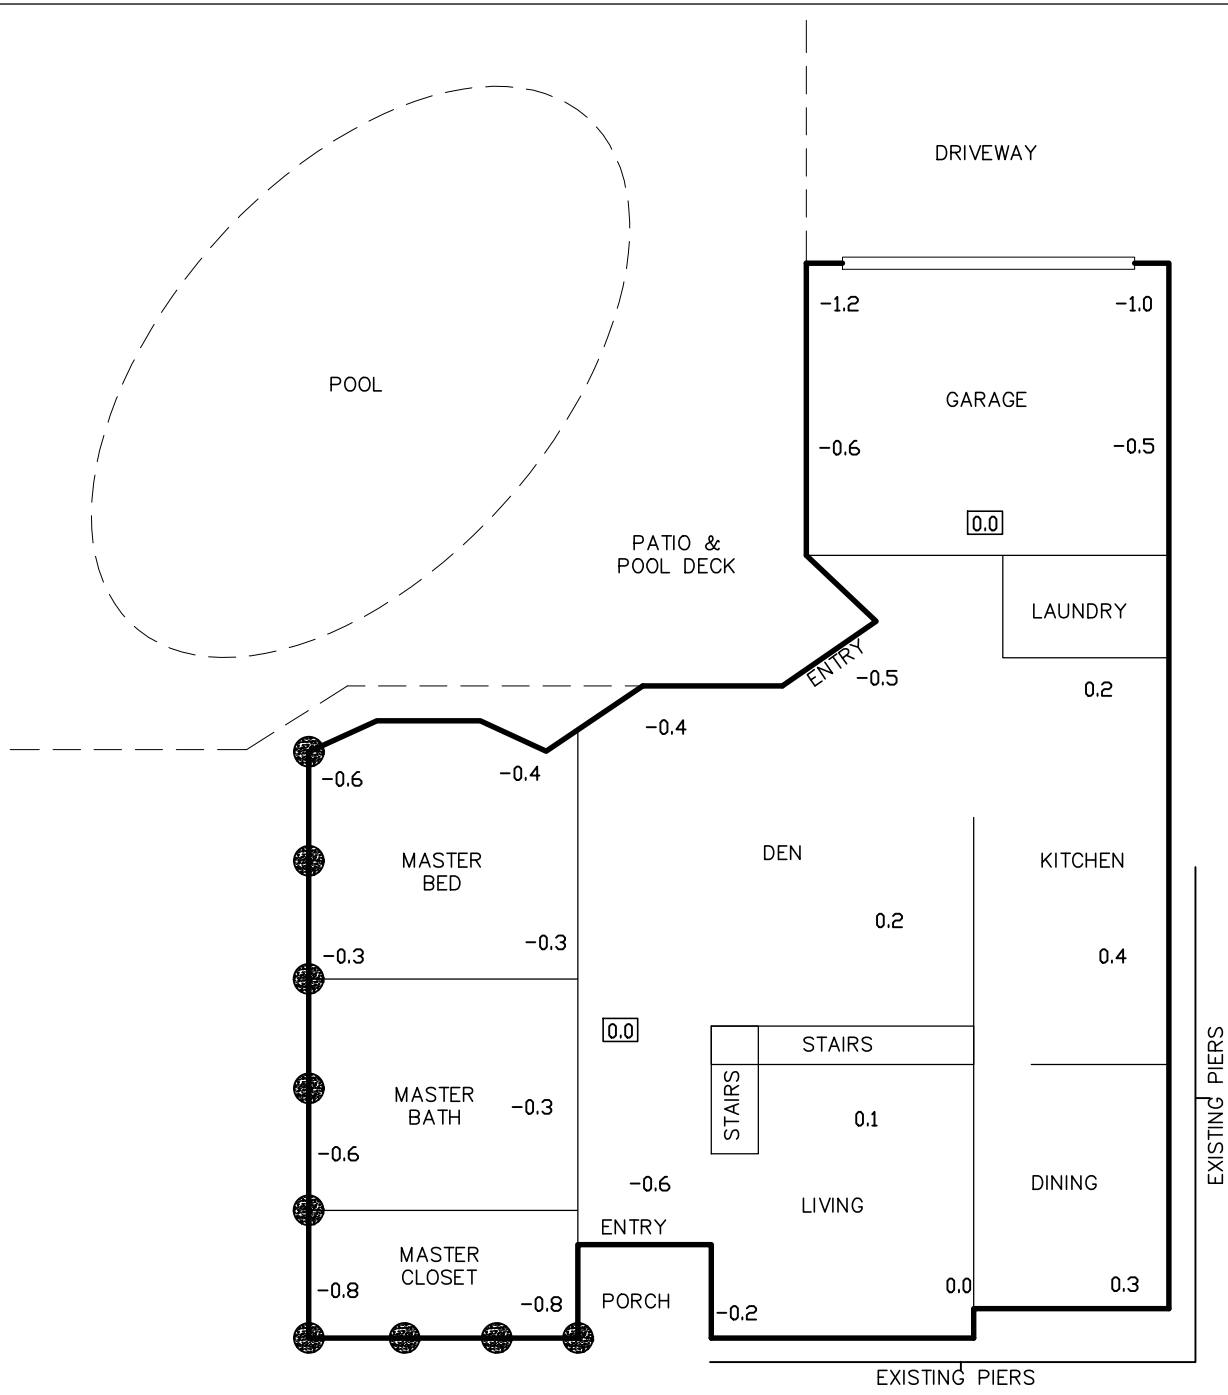 DRIVEWAY
-1.2
-1.0
POOL
GARAGE
-0.6
-0.5
0.0
PATIO &
POOL DECK
LAUNDRY
ENTRY
-0.5
0.2
-0.4
-0.6
-0.4
MASTER
BED
DEN
KITCHEN
0.2
-0.3
-0.3
0.4
0.0
STAIRS
STAIRS
MASTER
BATH
-0.3
0.1
EXISTING PIERS
-0.6
-0.6
LIVING
DINING
ENTRY
MASTER
CLOSET
-0.8
-0.8
PORCH
-0.2
0.0
0.3
EXISTING PIERS